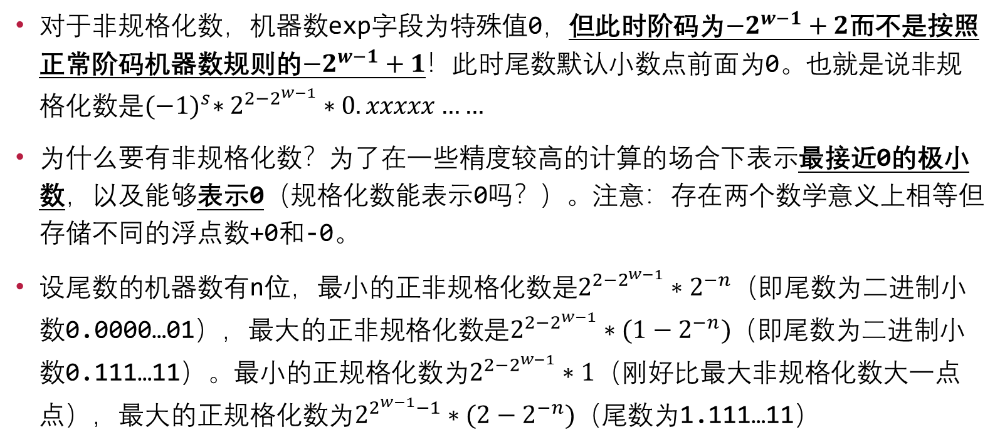 • 对于非规格化数，机器数exp字段为特殊值0，但此时阶码为$-2^{w-1}+2$而不是按照
正常阶码机器数规则的$-2^{w-1}+1$！此时尾数默认小数点前面为0。也就是说非规
格化数是$(-1)^s * 2^{2-2^{w-1}} * 0.xxxxx……$
• 为什么要有非规格化数？为了在一些精度较高的计算的场合下表示最接近0的极小
数，以及能够表示0（规格化数能表示0吗？）。注意：存在两个数学意义上相等但
存储不同的浮点数+0和-0。
• 设尾数的机器数有n位，最小的正非规格化数是$2^{2-2^{w-1}} * 2^{-n}$（即尾数为二进制小
数0.0000…01），最大的正非规格化数是$2^{2-2^{w-1}} * (1-2^{-n})$（即尾数为二进制小
数0.111…11）。最小的正规格化数为$2^{2-2^{w-1}} * 1$（刚好比最大非规格化数大一点
点），最大的正规格化数为$2^{2^{w-1}-1} * (2-2^{-n})$（尾数为1.111…11）